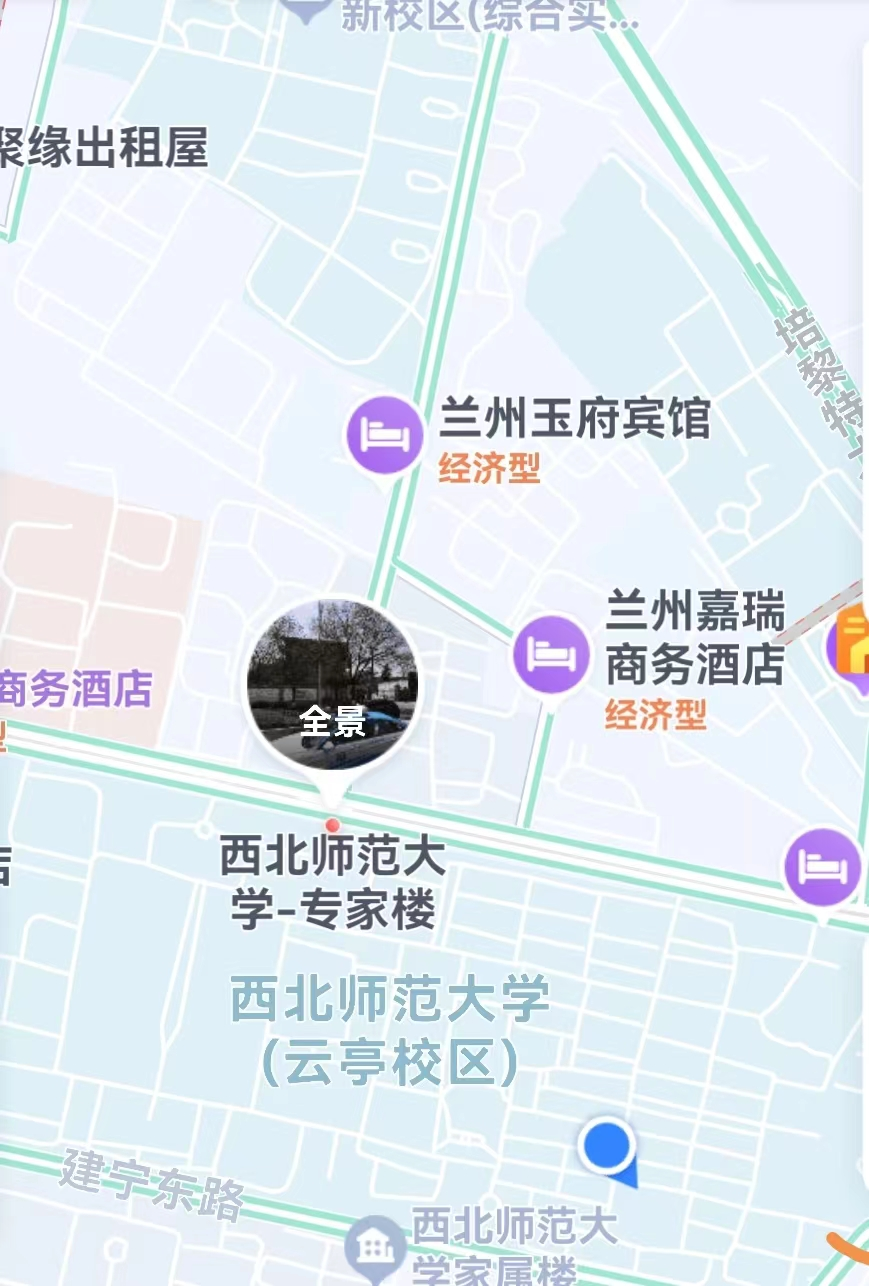 新校区(综合实...
聚缘出租屋
培黎
兰州玉府宾馆
经济型
兰州嘉瑞
商务酒店
经济型
商务酒店
全景
西北师范大
学-专家楼
西北师范大学
(云亭校区)
建宁东路
西北师范大
学家属楼